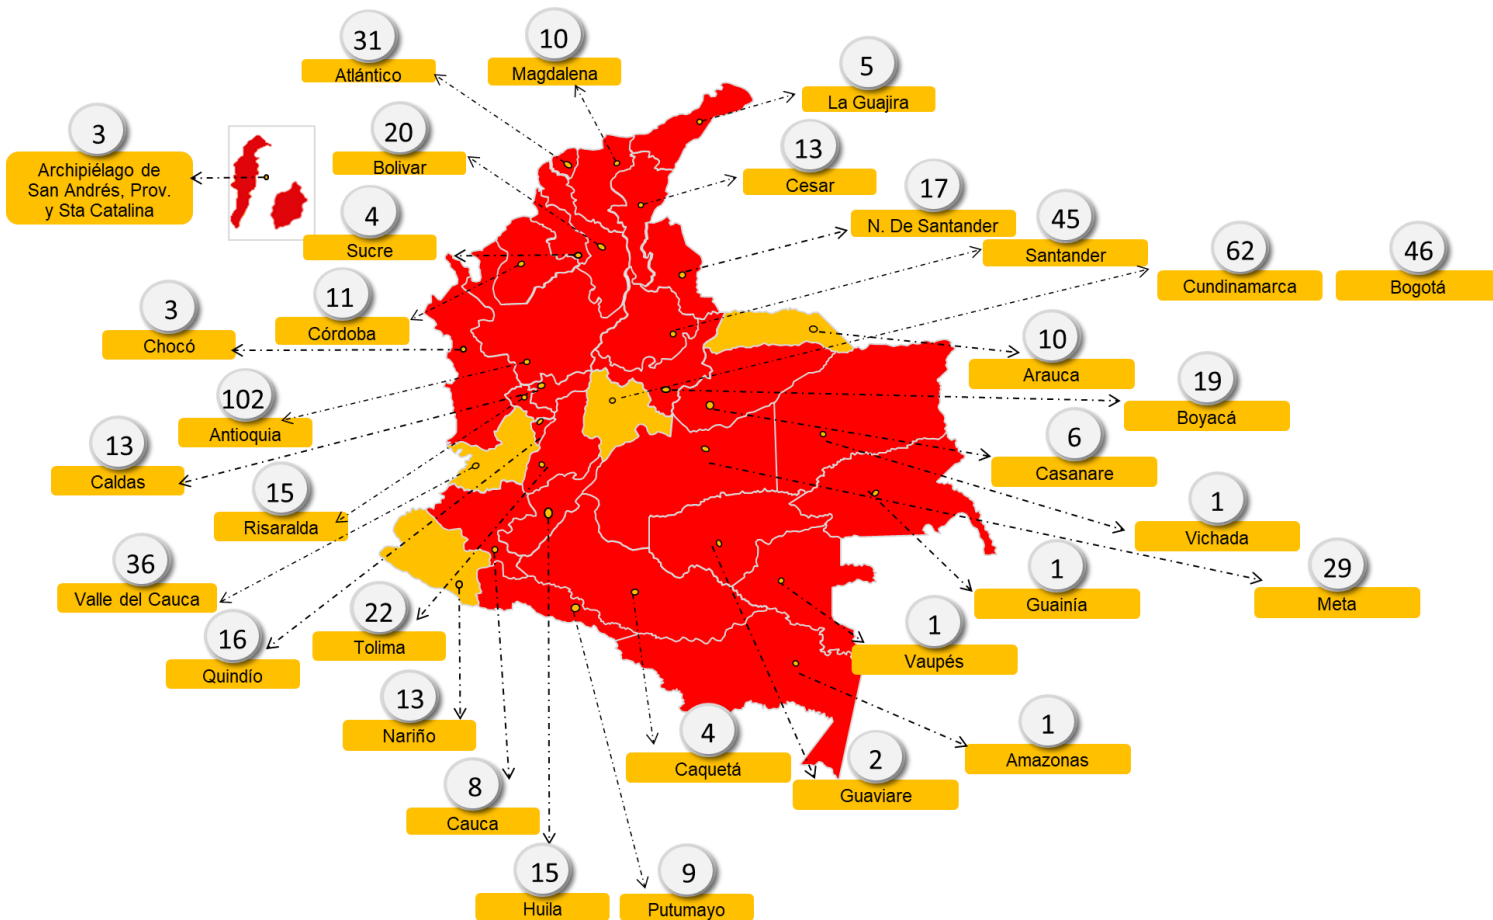 31
Atlántico
10
Magdalena
5
La Guajira
3
Archipiélago de
San Andrés, Prov.
y Sta Catalina
20
Bolivar
13
Cesar
17
N. De Santander
4
Sucre
45
Santander
62
Cundinamarca
46
Bogotá
11
Córdoba
3
Chocó
10
Arauca
102
Antioquia
19
Boyacá
13
Caldas
6
Casanare
15
Risaralda
1
Vichada
36
Valle del Cauca
1
Guainía
29
Meta
22
Tolima
16
Quindío
1
Vaupés
13
Nariño
4
Caquetá
1
Amazonas
2
Guaviare
8
Cauca
15
Huila
9
Putumayo